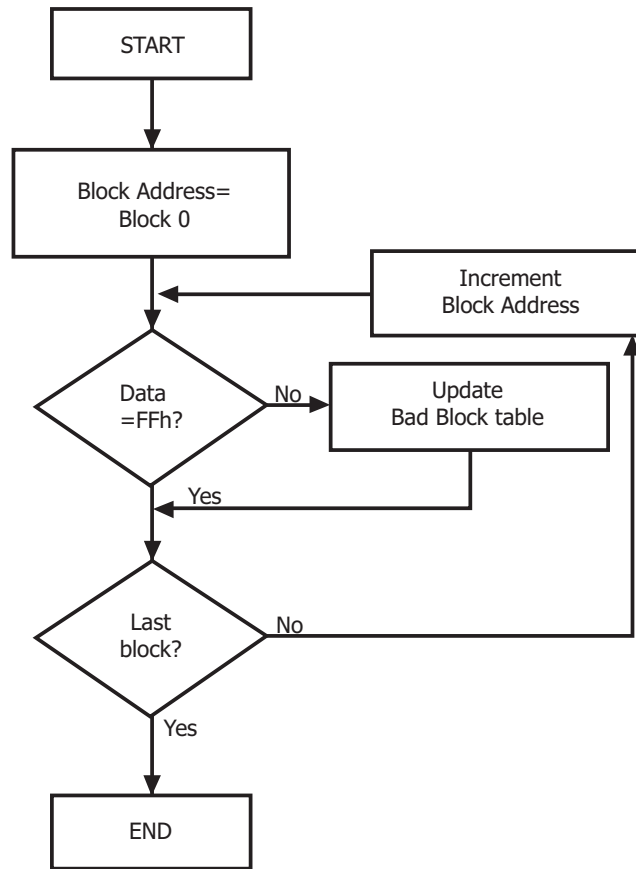 START
Block Address=
Block 0
Increment
Block Address
Data
=FFh?
No
Update
Bad Block table
Yes
Last
block?
No
Yes
END